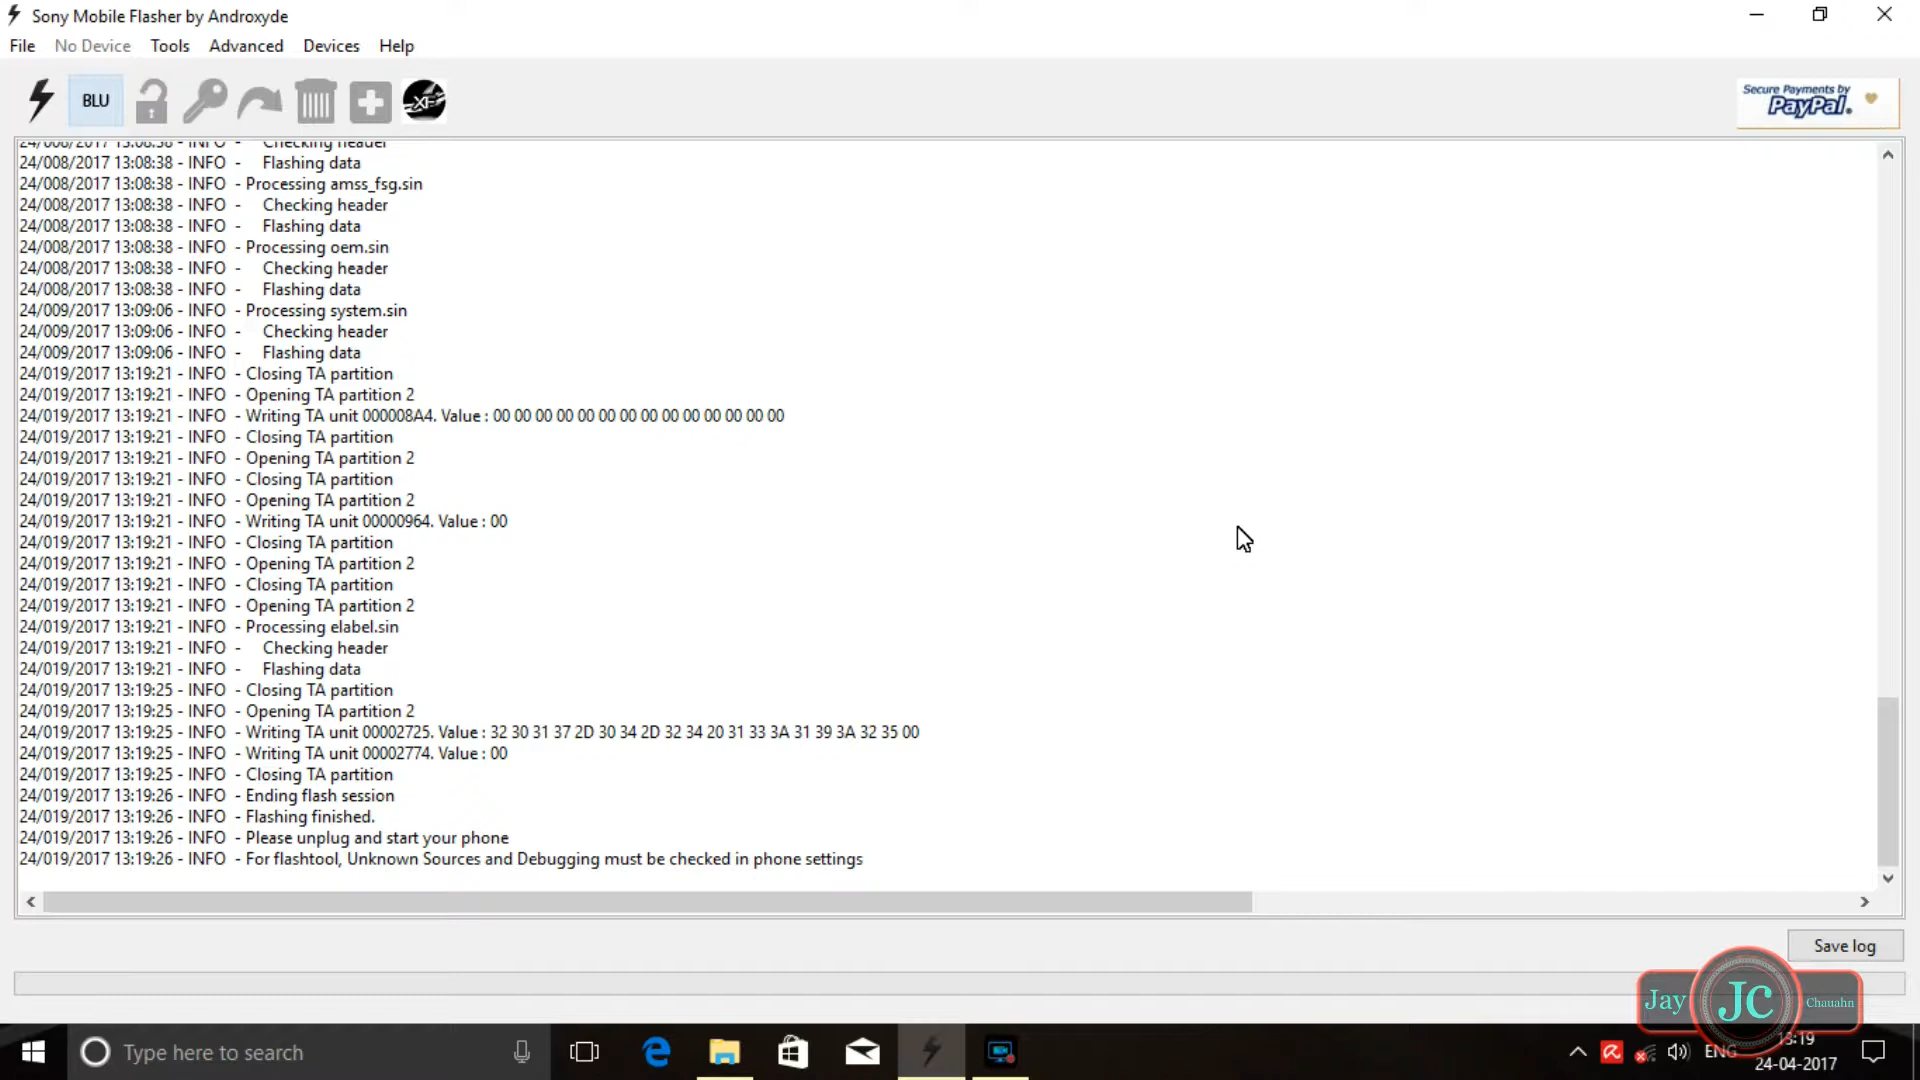 Sony Mobile Flasher by Androxyde
File No Device Tools Advanced Devices Help
BLU
XF
Secure Payments by
PayPal.
24/008/2017 13:08:38 - INFO - Checking header
24/008/2017 13:08:38 - INFO - Flashing data
24/008/2017 13:08:38 - INFO - Processing amss_fsg.sin
24/008/2017 13:08:38 - INFO - Checking header
24/008/2017 13:08:38 - INFO - Flashing data
24/008/2017 13:08:38 - INFO - Processing oem.sin
24/008/2017 13:08:38 - INFO - Checking header
24/008/2017 13:08:38 - INFO - Flashing data
24/009/2017 13:09:06 - INFO - Processing system.sin
24/009/2017 13:09:06 - INFO - Checking header
24/009/2017 13:09:06 - INFO - Flashing data
24/019/2017 13:19:21 - INFO - Closing TA partition
24/019/2017 13:19:21 - INFO - Opening TA partition 2
24/019/2017 13:19:21 - INFO - Writing TA unit 000008A4. Value : 00 00 00 00 00 00 00 00 00 00 00 00 00 00
24/019/2017 13:19:21 - INFO - Closing TA partition
24/019/2017 13:19:21 - INFO - Opening TA partition 2
24/019/2017 13:19:21 - INFO - Closing TA partition
24/019/2017 13:19:21 - INFO - Opening TA partition 2
24/019/2017 13:19:21 - INFO - Writing TA unit 00000964. Value : 00
24/019/2017 13:19:21 - INFO - Closing TA partition
24/019/2017 13:19:21 - INFO - Opening TA partition 2
24/019/2017 13:19:21 - INFO - Closing TA partition
24/019/2017 13:19:21 - INFO - Opening TA partition 2
24/019/2017 13:19:21 - INFO - Processing elabel.sin
24/019/2017 13:19:21 - INFO - Checking header
24/019/2017 13:19:21 - INFO - Flashing data
24/019/2017 13:19:25 - INFO - Closing TA partition
24/019/2017 13:19:25 - INFO - Opening TA partition 2
24/019/2017 13:19:25 - INFO - Writing TA unit 00002725. Value : 32 30 31 37 2D 30 34 2D 32 34 20 31 33 3A 31 39 3A 32 35 00
24/019/2017 13:19:25 - INFO - Writing TA unit 00002774. Value : 00
24/019/2017 13:19:25 - INFO - Closing TA partition
24/019/2017 13:19:26 - INFO - Ending flash session
24/019/2017 13:19:26 - INFO - Flashing finished.
24/019/2017 13:19:26 - INFO - Please unplug and start your phone
24/019/2017 13:19:26 - INFO - For flashtool, Unknown Sources and Debugging must be checked in phone settings
Save log
Jay JC Chauahn
Type here to search
ENG
13:19
24-04-2017